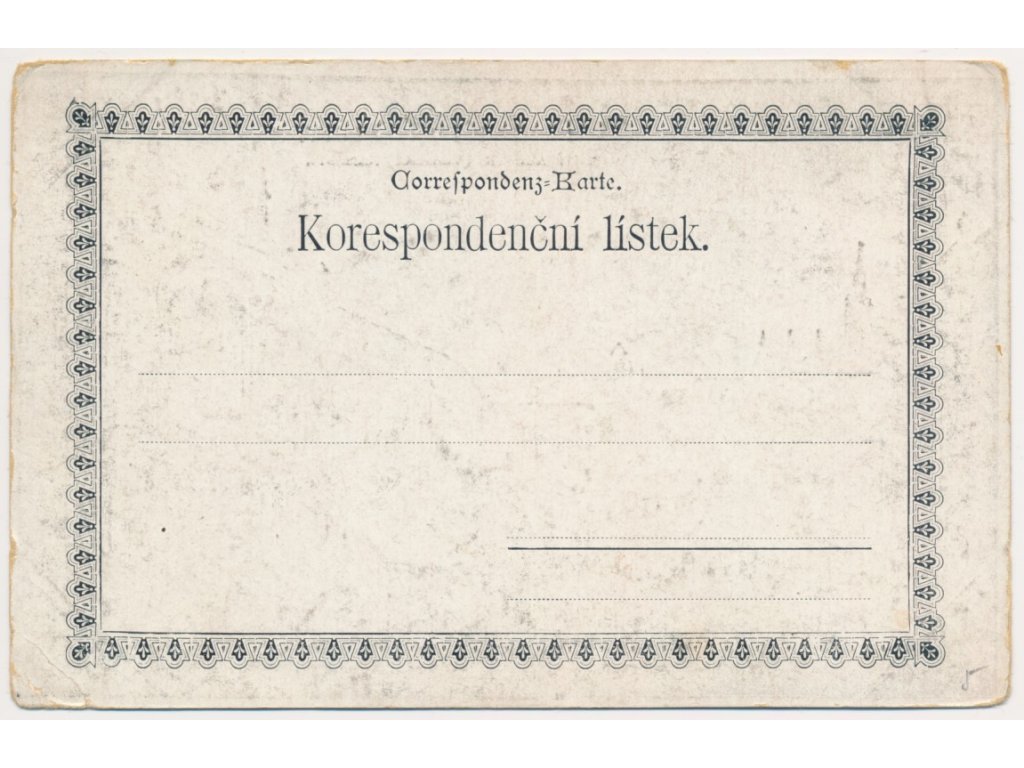 Correſpondenz=Karte.
Korespondenční lístek.